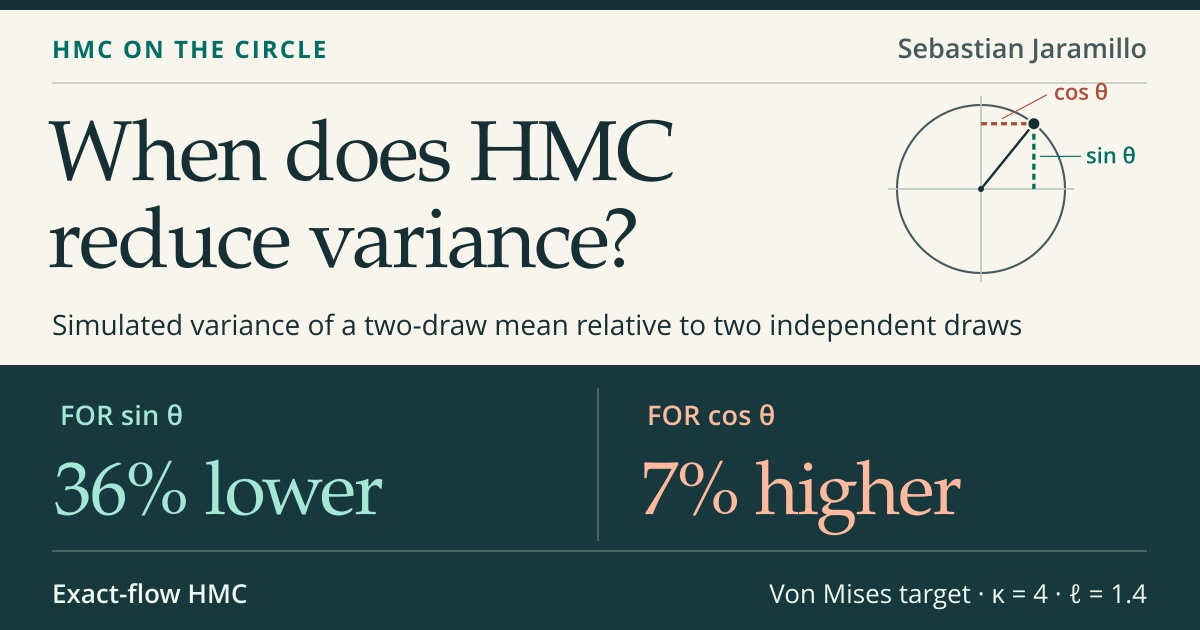 HMC ON THE CIRCLE
Sebastian Jaramillo
When does HMC
reduce variance?
cos θ
sin θ
Simulated variance of a two-draw mean relative to two independent draws
FOR sin θ
36% lower
FOR cos θ
7% higher
Exact-flow HMC
Von Mises target · κ = 4 · ℓ = 1.4